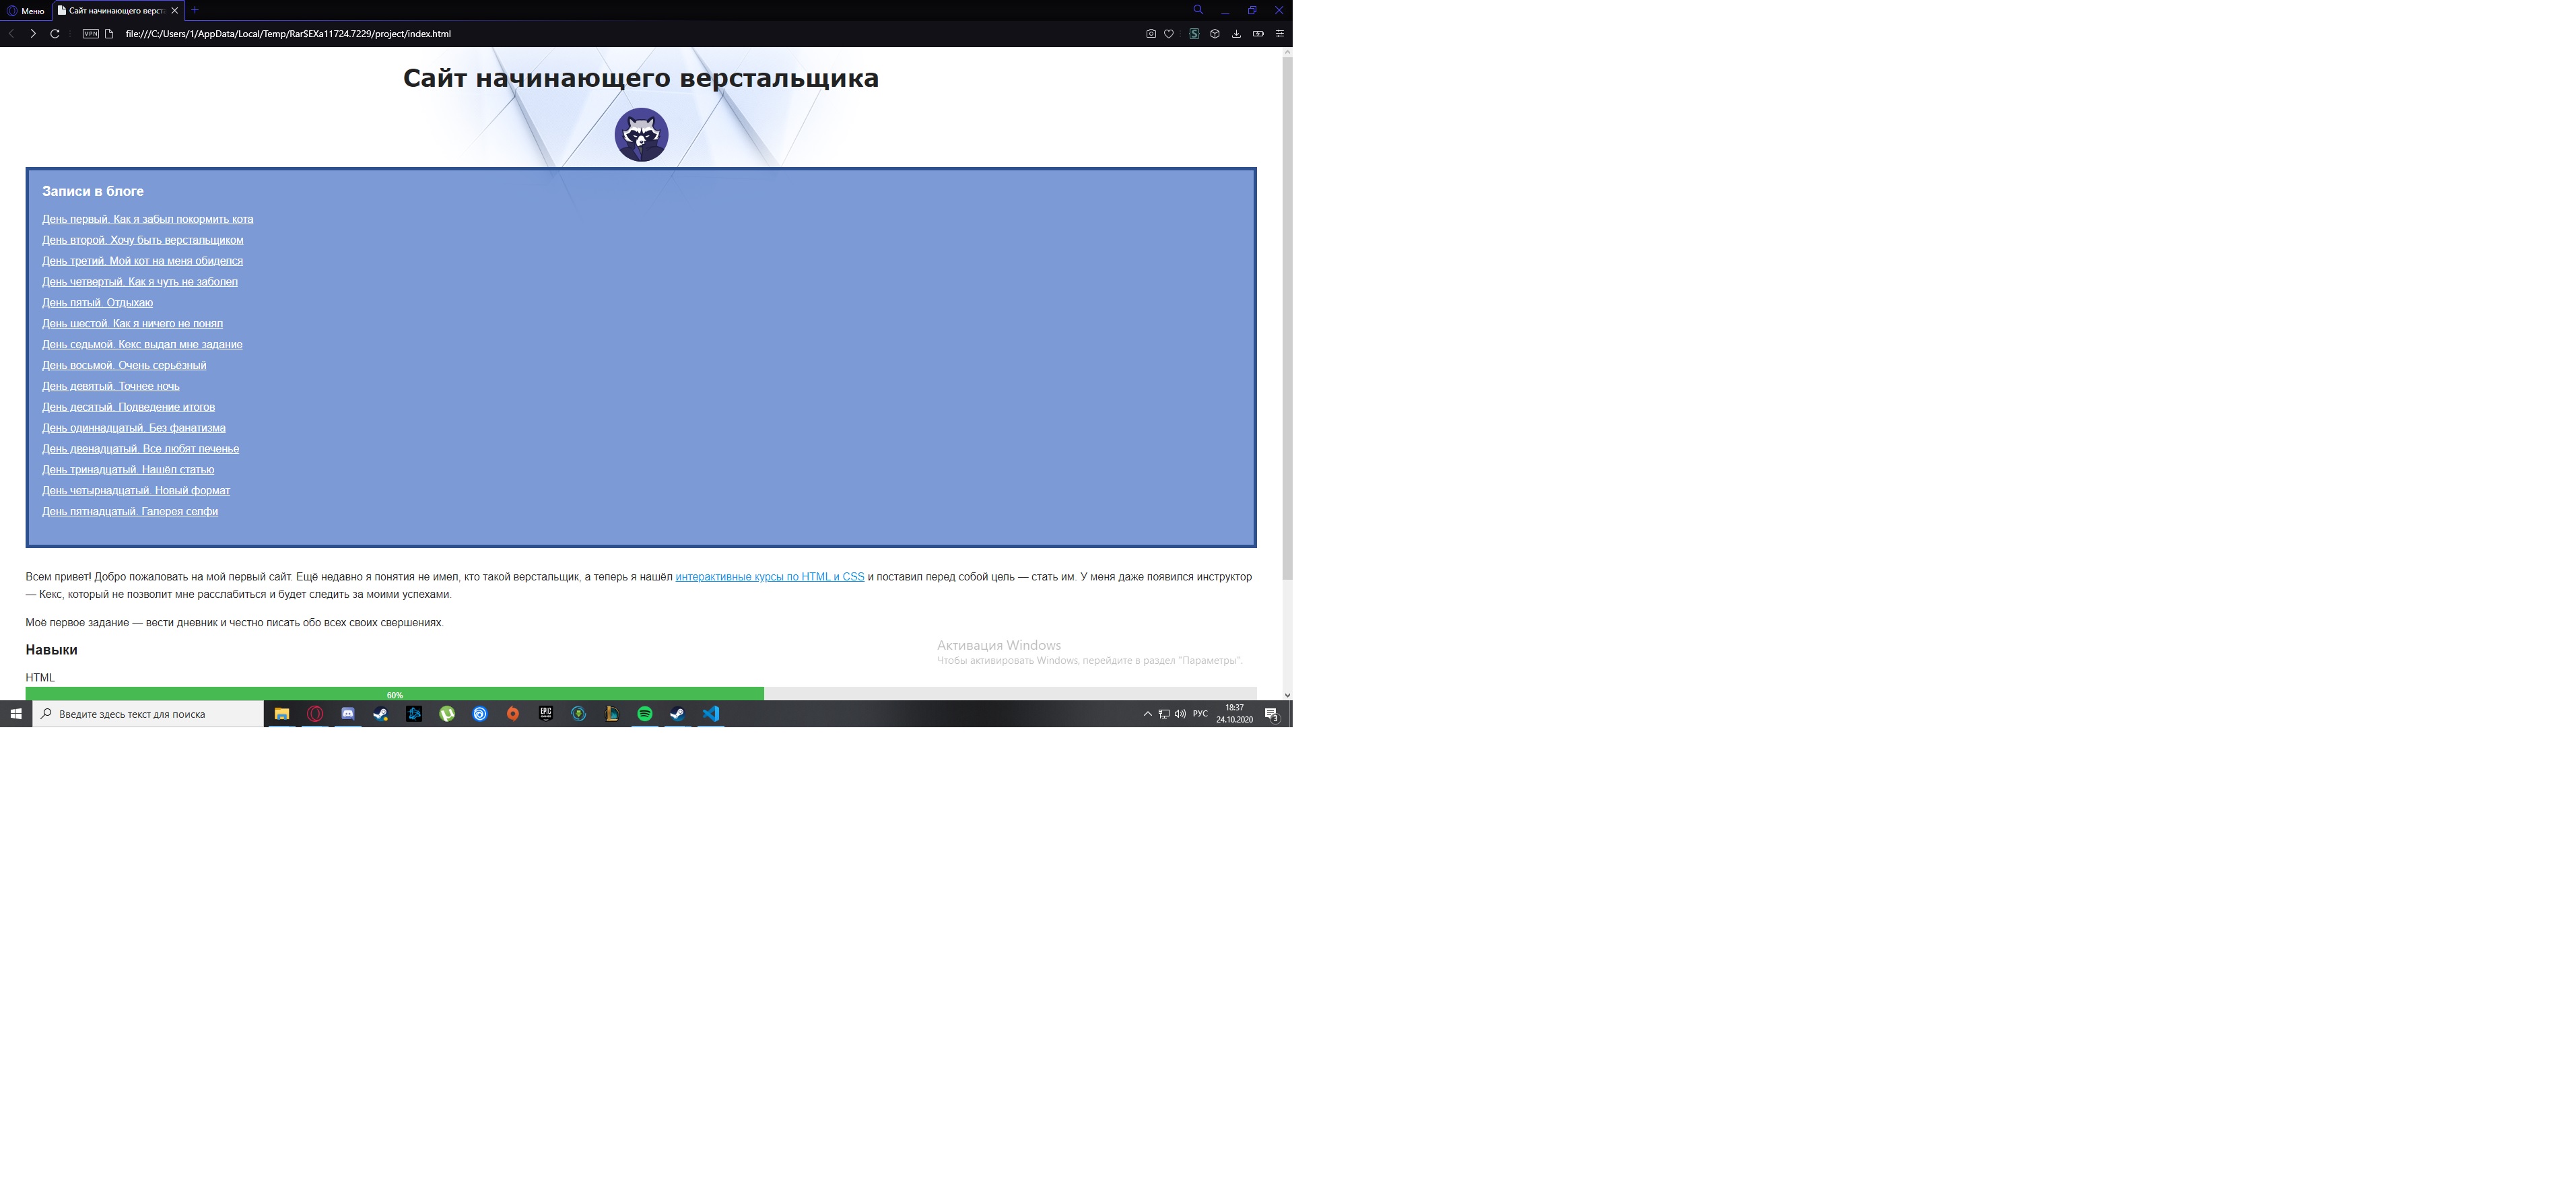 Меню
Сайт начинающего верст
VPN
file:///C:/Users/1/AppData/Local/Temp/Rar$EXa11724.7229/project/index.html
Сайт начинающего верстальщика
Записи в блоге
День первый. Как я забыл покормить кота
День второй. Хочу быть верстальщиком
День третий. Мой кот на меня обиделся
День четвертый. Как я чуть не заболел
День пятый. Отдыхаю
День шестой. Как я ничего не понял
День седьмой. Кекс выдал мне задание
День восьмой. Очень серьёзный
День девятый. Точнее ночь
День десятый. Подведение итогов
День одиннадцатый. Без фанатизма
День двенадцатый. Все любят печенье
День тринадцатый. Нашёл статью
День четырнадцатый. Новый формат
День пятнадцатый. Галерея селфи
Всем привет! Добро пожаловать на мой первый сайт. Ещё недавно я понятия не имел, кто такой верстальщик, а теперь я нашёл интерактивные курсы по HTML и CSS и поставил перед собой цель — стать им. У меня даже появился инструктор
— Кекс, который не позволит мне расслабиться и будет следить за моими успехами.
Моё первое задание — вести дневник и честно писать обо всех своих свершениях.
Навыки
HTML
60%
Активация Windows
Чтобы активировать Windows, перейдите в раздел "Параметры".
Введите здесь текст для поиска
EPIC
РУС
18:37
24.10.2020
3